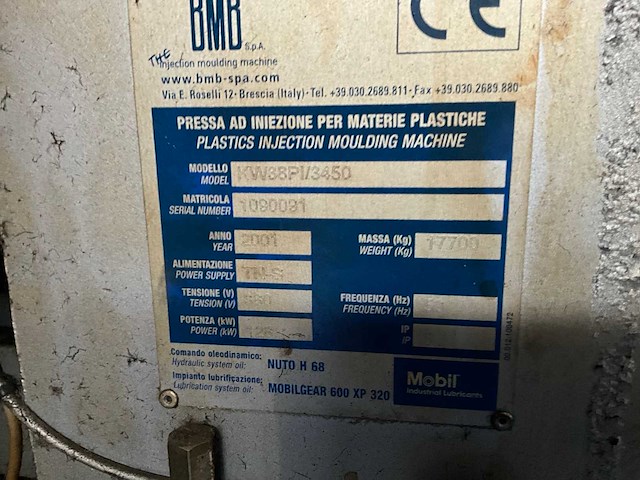 BMB S.p.A.
CE
THE injection moulding machine
www.bmb-spa.com
Via E. Roselli 12 · Brescia (Italy) · Tel. +39.030.2689.811 · Fax +39.030.2689.880
PRESSA AD INIEZIONE PER MATERIE PLASTICHE
PLASTICS INJECTION MOULDING MACHINE
MODELLO KW38PI/3450
MODEL
MATRICOLA 1090091
SERIAL NUMBER
ANNO 2001 MASSA (Kg) 17700
YEAR WEIGHT (Kg)
ALIMENTAZIONE
POWER SUPPLY
TENSIONE (V) FREQUENZA (Hz)
TENSION (V) FREQUENCY (Hz)
POTENZA (kW) IP
POWER (kW) IP
Comando oleodinamico: NUTO H 68
Hydraulic system oil:
Impianto lubrificazione: MOBILGEAR 600 XP 320
Lubrication system oil:
Mobil
Industrial Lubricants